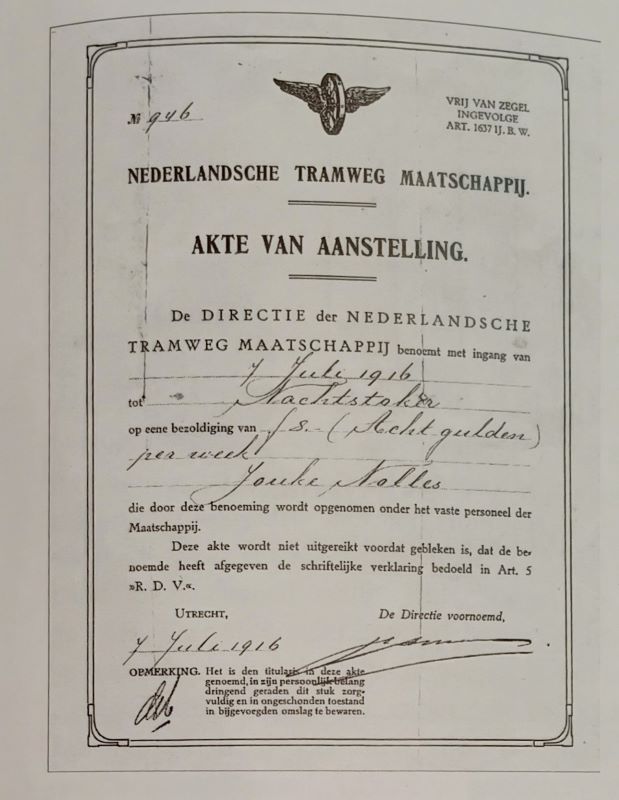 № 946
VRIJ VAN ZEGEL
INGEVOLGE
ART. 1637 IJ. B. W.
NEDERLANDSCHE TRAMWEG MAATSCHAPPIJ.
AKTE VAN AANSTELLING.
De DIRECTIE der NEDERLANDSCHE
TRAMWEG MAATSCHAPPIJ benoemt met ingang van
7 Juli 1916
tot Nachtstoker
op eene bezoldiging van f 8.- (Acht gulden)
per week
Jouke Nolles
die door deze benoeming wordt opgenomen onder het vaste personeel der
Maatschappij.
Deze akte wordt niet uitgereikt voordat gebleken is, dat de be-
noemde heeft afgegeven de schriftelijke verklaring bedoeld in Art. 5
»R. D. V.«.
UTRECHT,
De Directie voornoemd,
7 Juli 1916
OPMERKING. Het is den titularis in deze akte
genoemd, in zijn persoonlijk belang
dringend geraden dit stuk zorg-
vuldig en in ongeschonden toestand
in bijgevoegden omslag te bewaren.